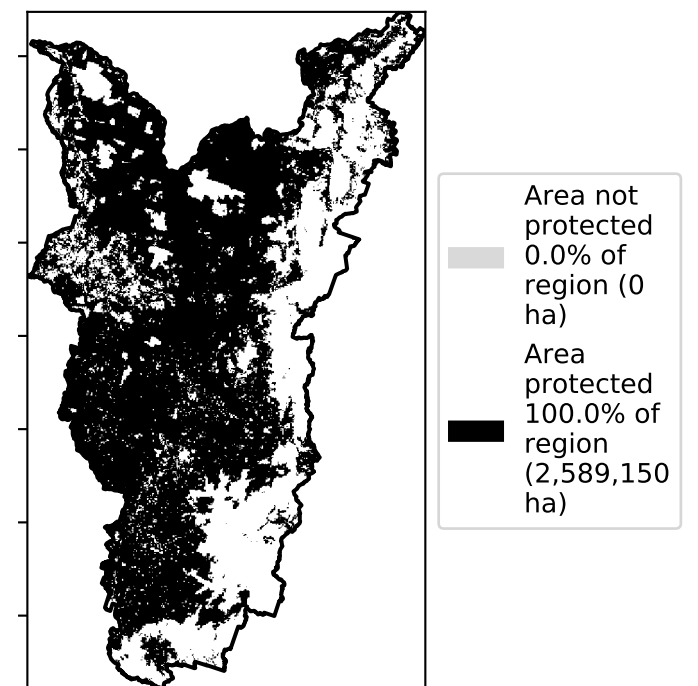 Area not
protected
0.0% of
region (0
ha)
Area
protected
100.0% of
region
(2,589,150
ha)